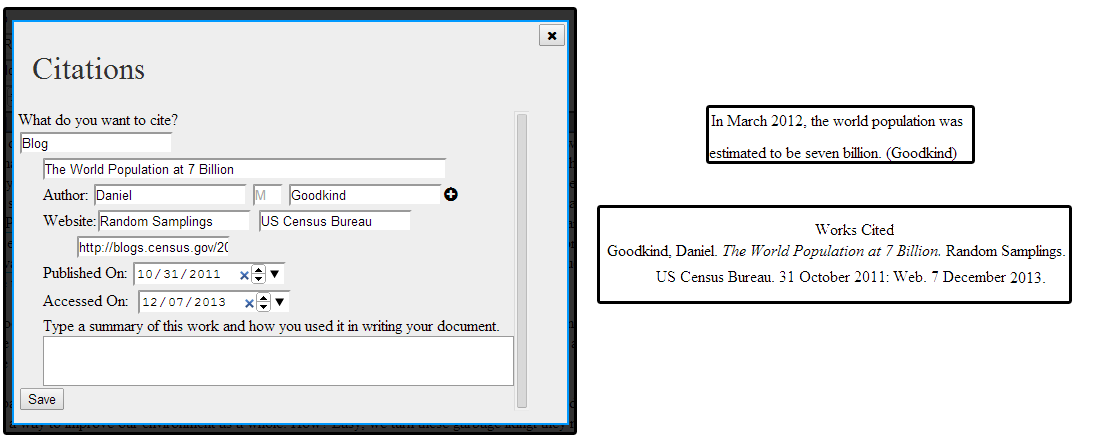 Citations
What do you want to cite?
Blog
The World Population at 7 Billion
Author: Daniel M Goodkind
Website: Random Samplings US Census Bureau
http://blogs.census.gov/20
Published On: 10/31/2011
Accessed On: 12/07/2013
Type a summary of this work and how you used it in writing your document.
Save
In March 2012, the world population was
estimated to be seven billion. (Goodkind)
Works Cited
Goodkind, Daniel. The World Population at 7 Billion. Random Samplings.
US Census Bureau. 31 October 2011: Web. 7 December 2013.